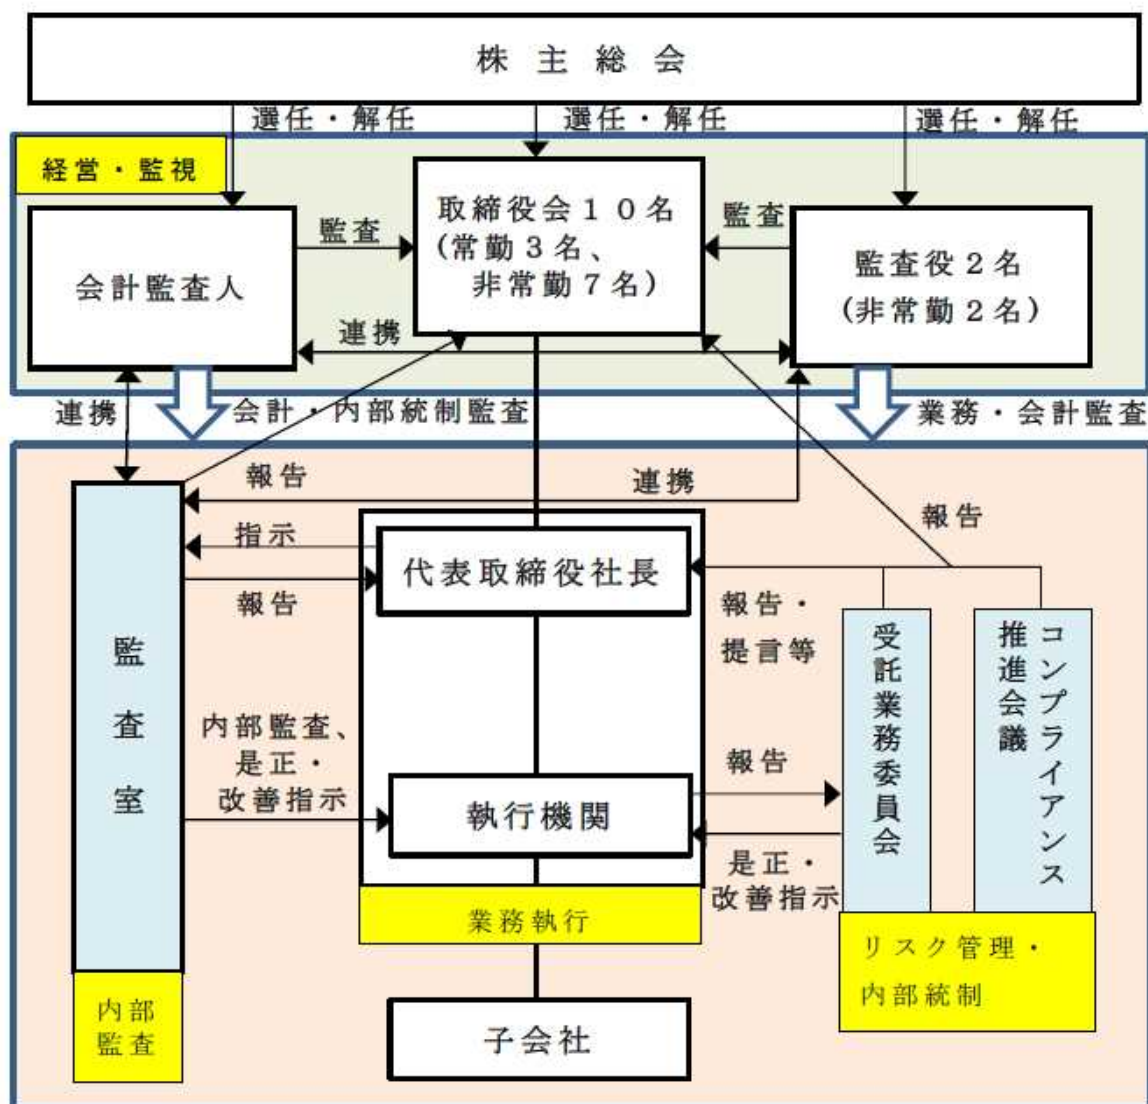 株主総会
選任・解任
選任・解任
選任・解任
経営・監視
会計監査人
監査
取締役会10名
(常勤3名、
非常勤7名)
監査
監査役2名
(非常勤2名)
連携
連携
会計・内部統制監査
業務・会計監査
報告
連携
報告
指示
報告
代表取締役社長
報告・
提言等
監査室
内部監査、
是正・
改善指示
執行機関
報告
是正・
改善指示
受託業務委員会
コンプライアンス
推進会議
業務執行
リスク管理・
内部統制
内部
監査
子会社